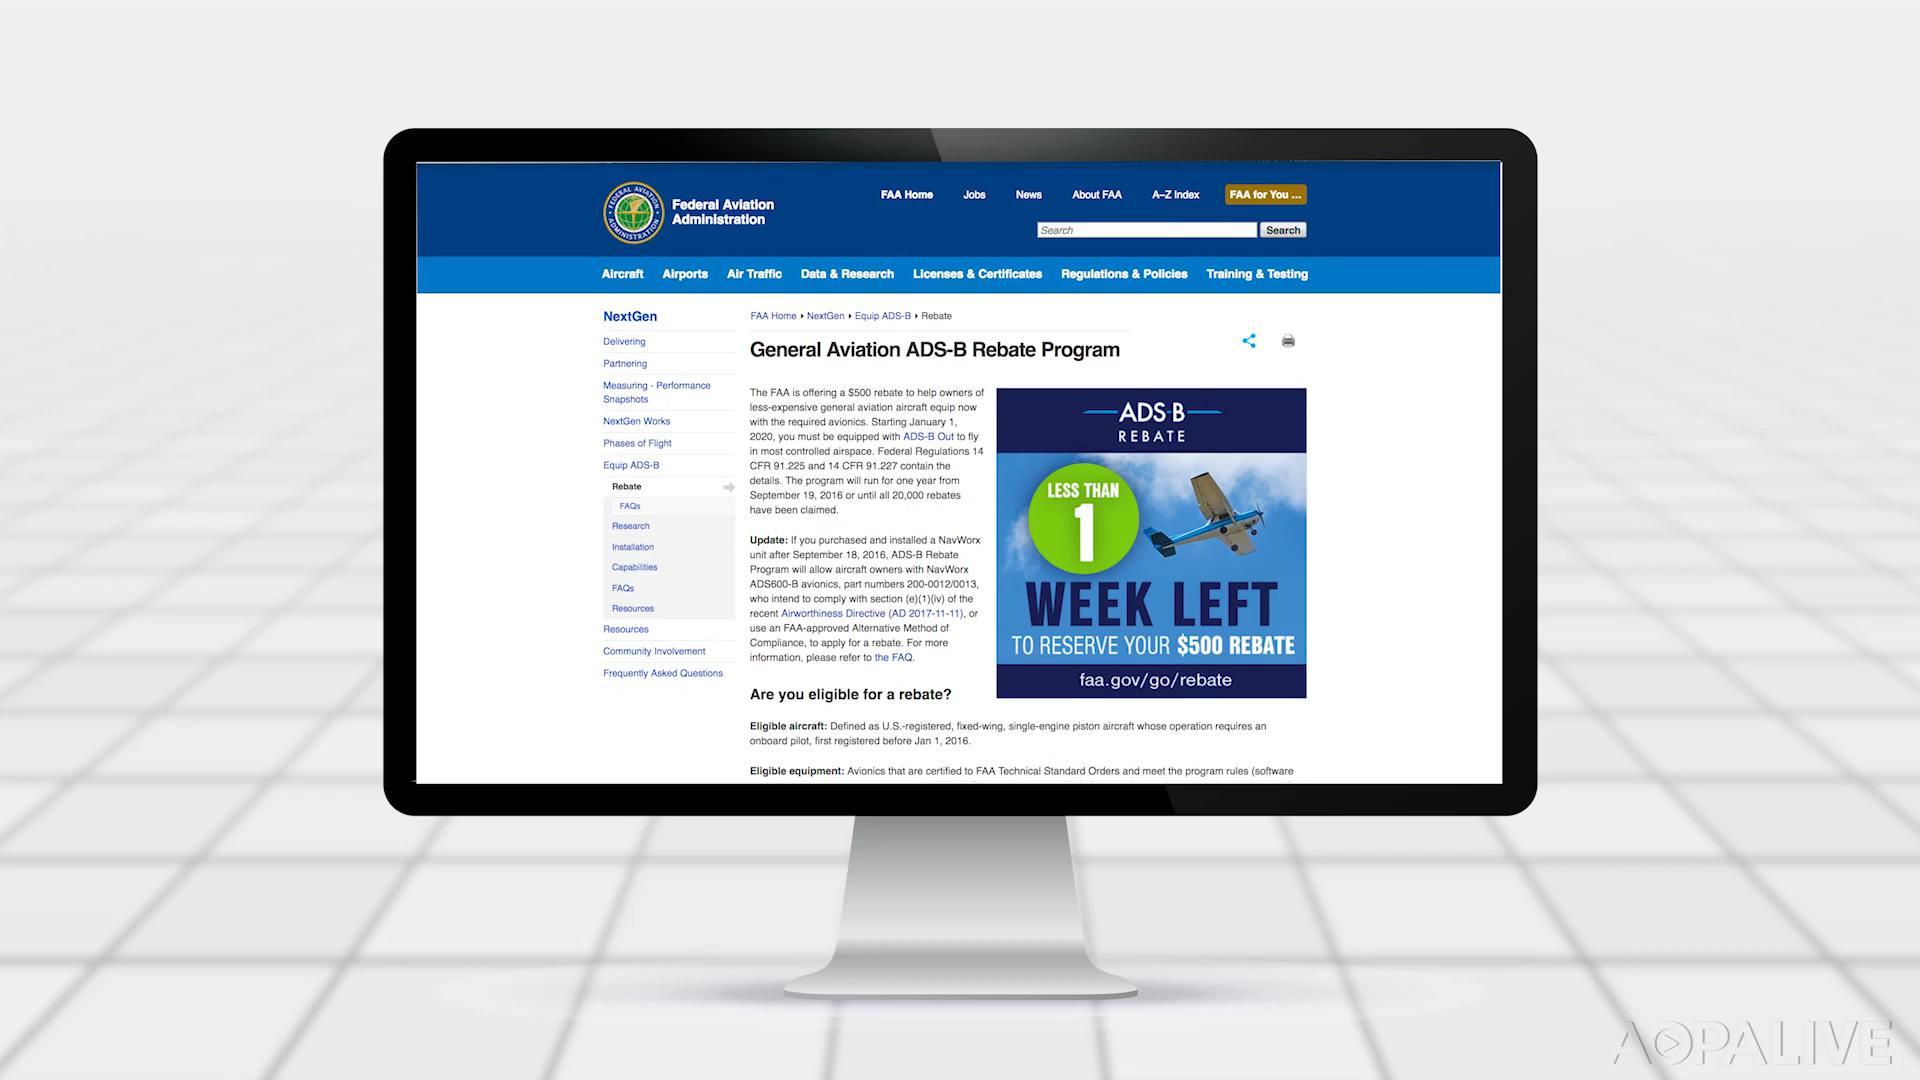 FEDERAL AVIATION
ADMINISTRATION
Federal Aviation
Administration
FAA Home
Jobs
News
About FAA
A–Z Index
FAA for You ...
Search
Search
Aircraft
Airports
Air Traffic
Data & Research
Licenses & Certificates
Regulations & Policies
Training & Testing
NextGen
Delivering
Partnering
Measuring - Performance
Snapshots
NextGen Works
Phases of Flight
Equip ADS-B
Rebate
FAQs
Research
Installation
Capabilities
FAQs
Resources
Resources
Community Involvement
Frequently Asked Questions
FAA Home ▸ NextGen ▸ Equip ADS-B ▸ Rebate
General Aviation ADS-B Rebate Program
The FAA is offering a $500 rebate to help owners of
less-expensive general aviation aircraft equip now
with the required avionics. Starting January 1,
2020, you must be equipped with ADS-B Out to fly
in most controlled airspace. Federal Regulations 14
CFR 91.225 and 14 CFR 91.227 contain the
details. The program will run for one year from
September 19, 2016 or until all 20,000 rebates
have been claimed.
Update: If you purchased and installed a NavWorx
unit after September 18, 2016, ADS-B Rebate
Program will allow aircraft owners with NavWorx
ADS600-B avionics, part numbers 200-0012/0013,
who intend to comply with section (e)(1)(iv) of the
recent Airworthiness Directive (AD 2017-11-11), or
use an FAA-approved Alternative Method of
Compliance, to apply for a rebate. For more
information, please refer to the FAQ.
ADS-B
REBATE
LESS THAN
1
WEEK LEFT
TO RESERVE YOUR $500 REBATE
faa.gov/go/rebate
Are you eligible for a rebate?
Eligible aircraft: Defined as U.S.-registered, fixed-wing, single-engine piston aircraft whose operation requires an
onboard pilot, first registered before Jan 1, 2016.
Eligible equipment: Avionics that are certified to FAA Technical Standard Orders and meet the program rules (software
AOPALIVE